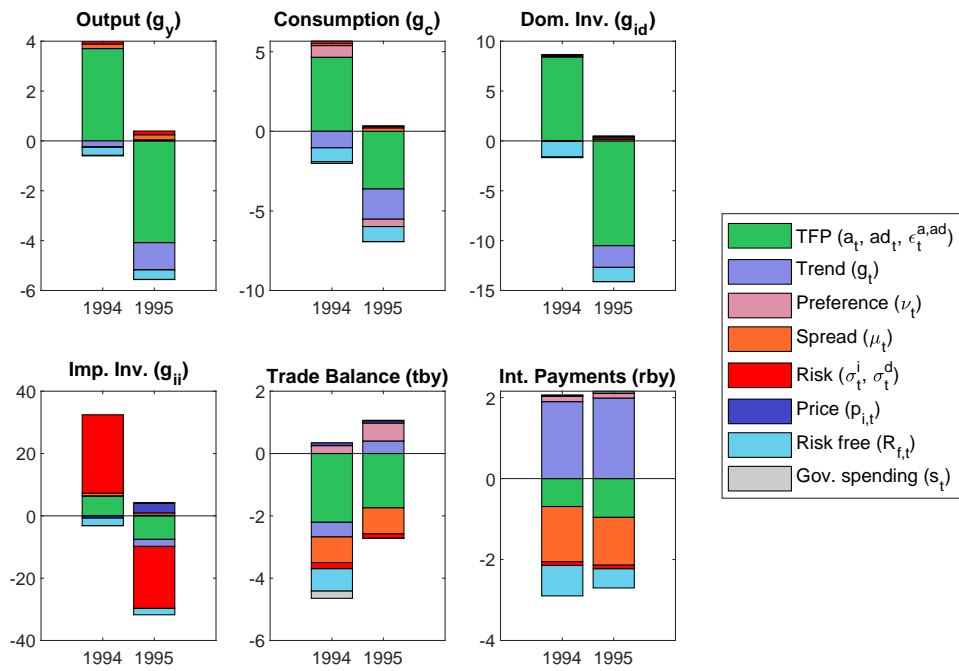 Output (g_y)
Consumption (g_c)
Dom. Inv. (g_id)
4
2
0
-2
-4
-6
1994 1995
5
0
-5
-10
1994 1995
10
5
0
-5
-10
-15
1994 1995
Imp. Inv. (g_ii)
Trade Balance (tby)
Int. Payments (rby)
40
20
0
-20
-40
1994 1995
2
0
-2
-4
-6
1994 1995
2
0
-2
-4
1994 1995
TFP (a_t, ad_t, ϵ_t^a,ad)
Trend (g_t)
Preference (ν_t)
Spread (μ_t)
Risk (σ_t^i, σ_t^d)
Price (p_i,t)
Risk free (R_f,t)
Gov. spending (s_t)